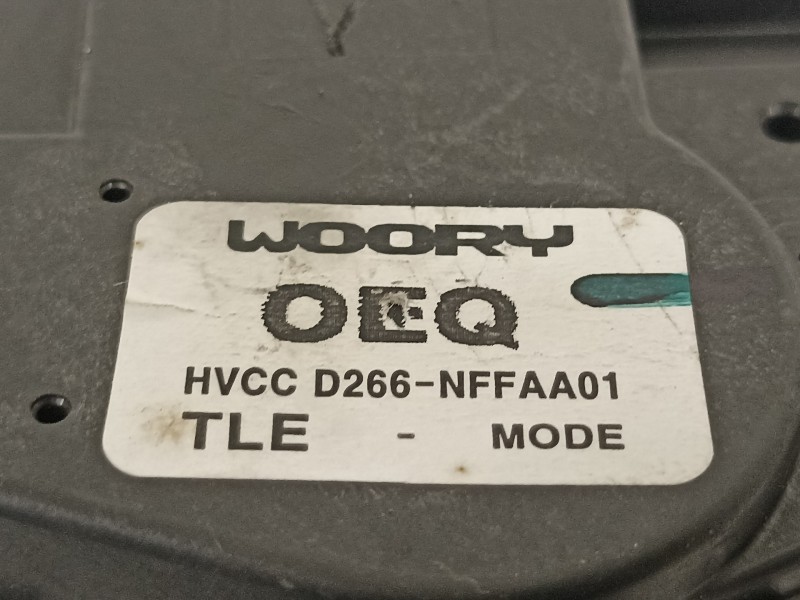 WOORY
OEQ
HVCC D266-NFFAA01
TLE - MODE